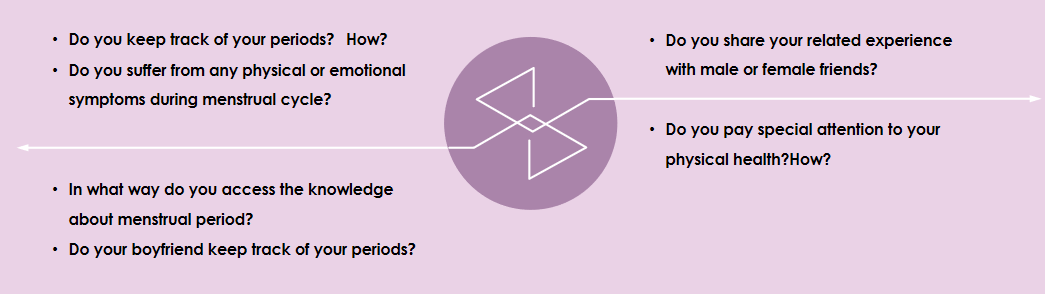 • Do you keep track of your periods?   How?
• Do you suffer from any physical or emotional
symptoms during menstrual cycle?
• In what way do you access the knowledge
about menstrual period?
• Do your boyfriend keep track of your periods?
• Do you share your related experience
with male or female friends?
• Do you pay special attention to your
physical health?How?